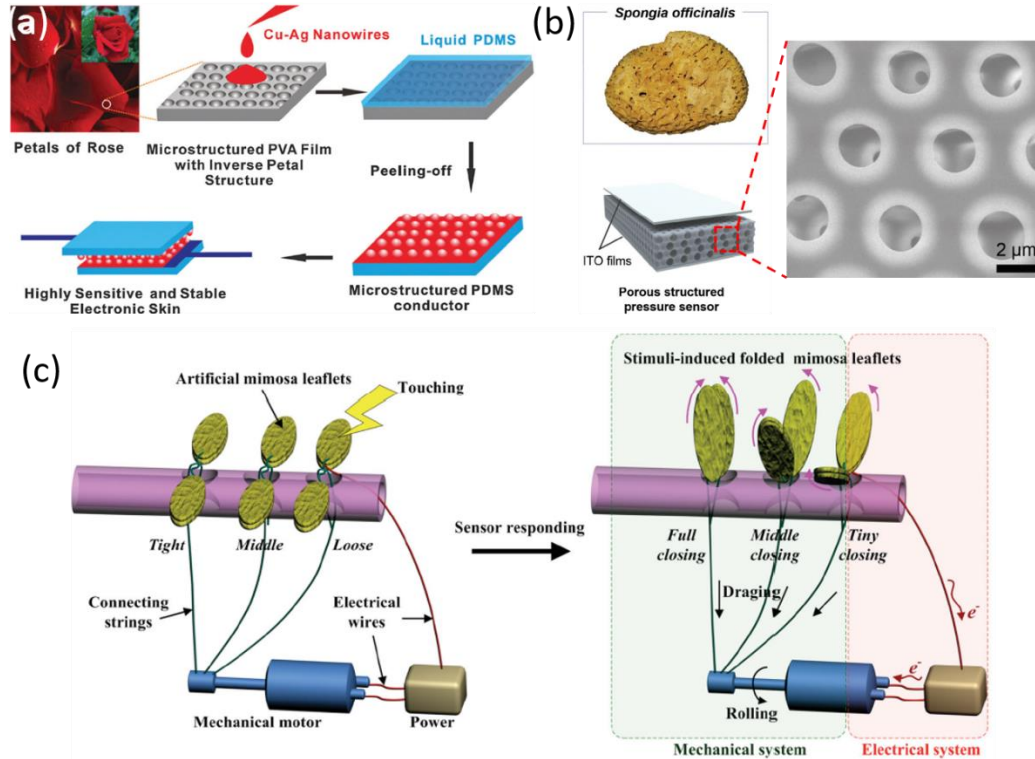 (a)
Cu-Ag Nanowires
Liquid PDMS
Petals of Rose
Microstructured PVA Film
with Inverse Petal
Structure
Peeling-off
Highly Sensitive and Stable
Electronic Skin
Microstructured PDMS
conductor
(b)
Spongia officinalis
ITO films
Porous structured
pressure sensor
2 μm
(c)
Artificial mimosa leaflets
Touching
Tight
Middle
Loose
Connecting
strings
Electrical
wires
Mechanical motor
Power
Sensor responding
Stimuli-induced folded mimosa leaflets
Full
closing
Middle
closing
Tiny
closing
Draging
e-
e-
Rolling
Mechanical system
Electrical system